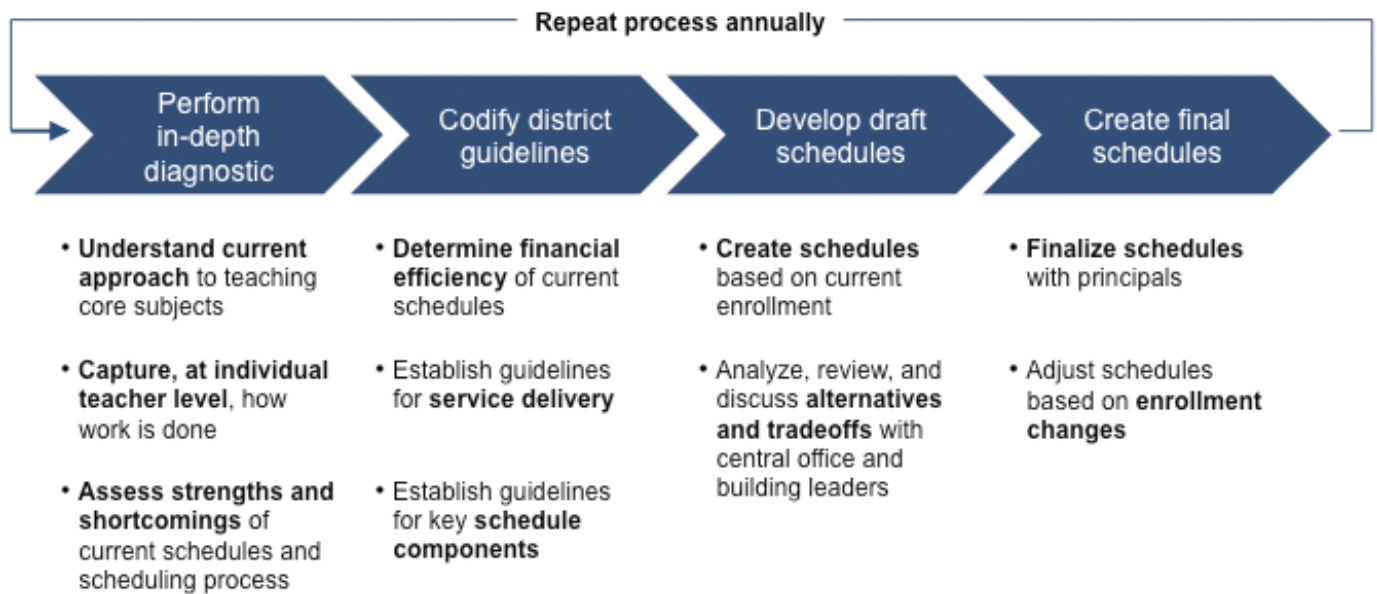 Repeat process annually
Perform
in-depth
diagnostic
Codify district
guidelines
Develop draft
schedules
Create final
schedules
• Understand current
approach to teaching
core subjects
• Capture, at individual
teacher level, how
work is done
• Assess strengths and
shortcomings of
current schedules and
scheduling process
• Determine financial
efficiency of current
schedules
• Establish guidelines
for service delivery
• Establish guidelines
for key schedule
components
• Create schedules
based on current
enrollment
• Analyze, review, and
discuss alternatives
and tradeoffs with
central office and
building leaders
• Finalize schedules
with principals
• Adjust schedules
based on enrollment
changes